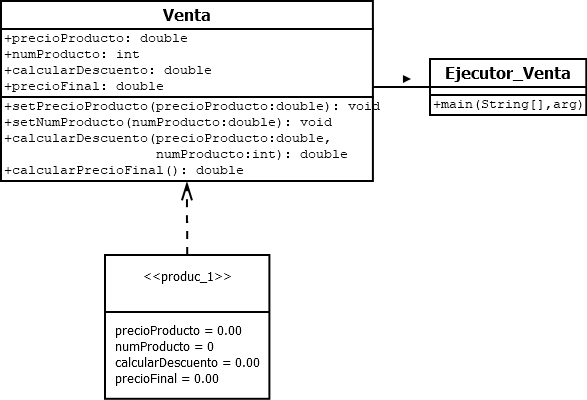 Venta
+precioProducto: double
+numProducto: int
+calcularDescuento: double
+precioFinal: double
+setPrecioProducto(precioProducto:double): void
+setNumProducto(numProducto:double): void
+calcularDescuento(precioProducto:double,
numProducto:int): double
+calcularPrecioFinal(): double
Ejecutor_Venta
+main(String[],arg)
<<produc_1>>
precioProducto = 0.00
numProducto = 0
calcularDescuento = 0.00
precioFinal = 0.00